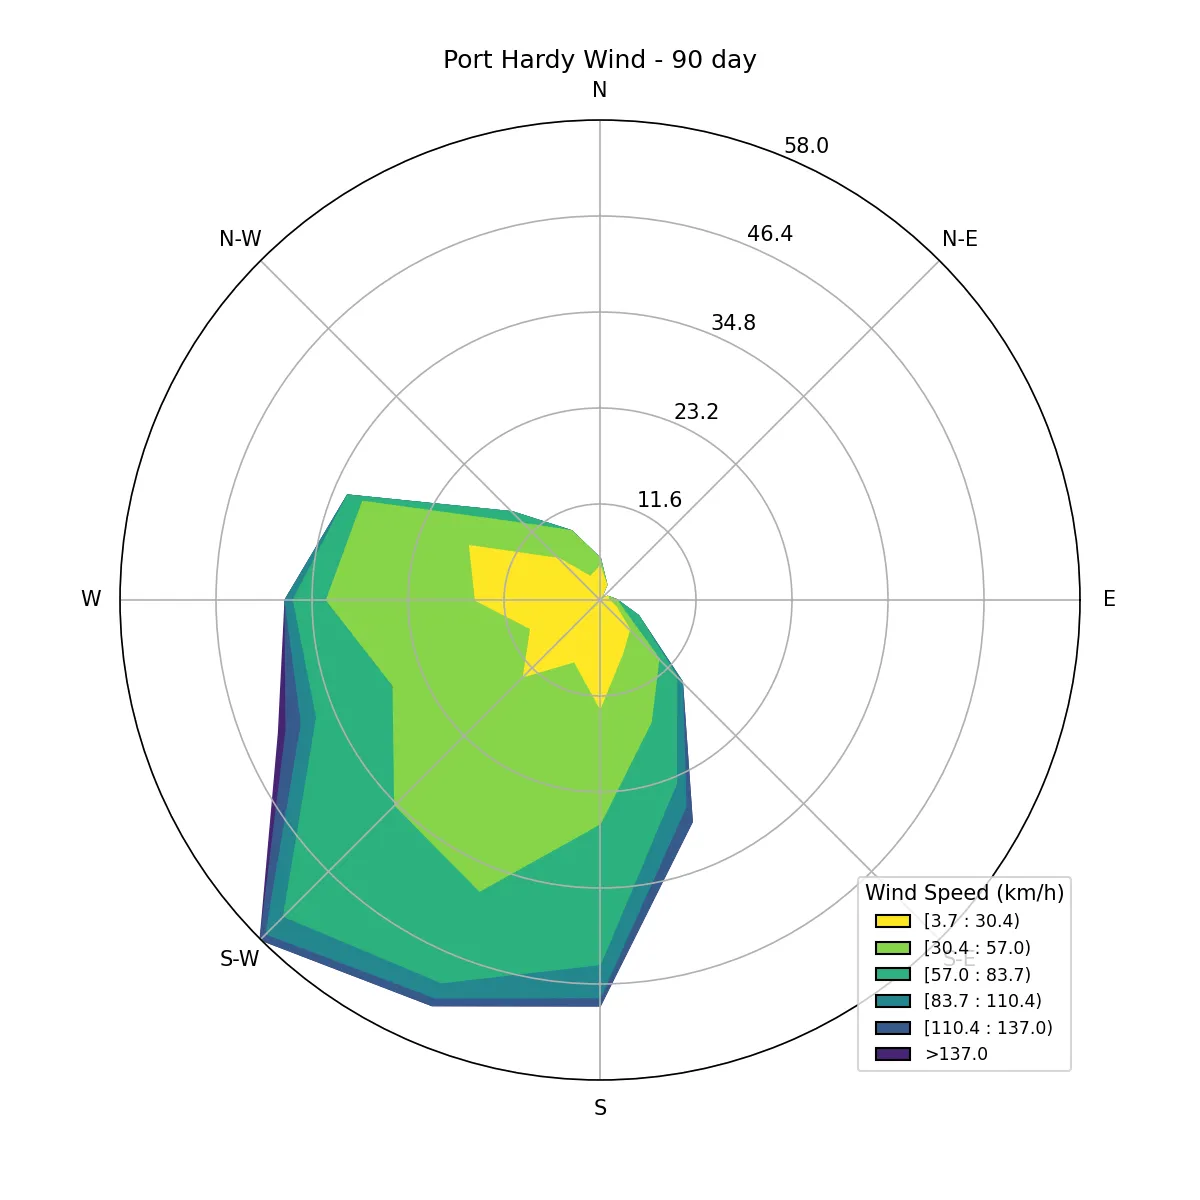 Port Hardy Wind - 90 day
N
58.0
46.4
N-W
N-E
34.8
23.2
11.6
W
E
S-W
S-E
S
Wind Speed (km/h)
[3.7 : 30.4)
[30.4 : 57.0)
[57.0 : 83.7)
[83.7 : 110.4)
[110.4 : 137.0)
>137.0